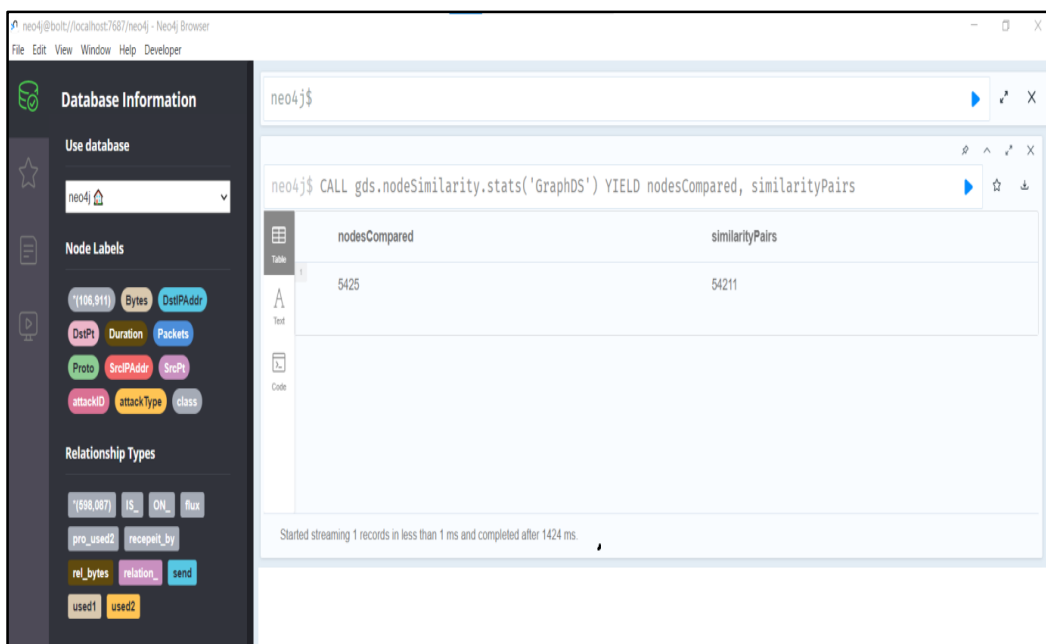 neo4j@bolt://localhost:7687/neo4j - Neo4j Browser
File Edit View Window Help Developer
Database Information
Use database
neo4j
Node Labels
*(106,911) Bytes DstIPAddr
DstPt Duration Packets
Proto SrcIPAddr SrcPt
attackID attackType class
Relationship Types
*(598,087) IS_ ON_ flux
pro_used2 recepeit_by
rel_bytes relation_ send
used1 used2
neo4j$
neo4j$ CALL gds.nodeSimilarity.stats('GraphDS') YIELD nodesCompared, similarityPairs
Table
Text
Code
nodesCompared similarityPairs
1
5425 54211
Started streaming 1 records in less than 1 ms and completed after 1424 ms.